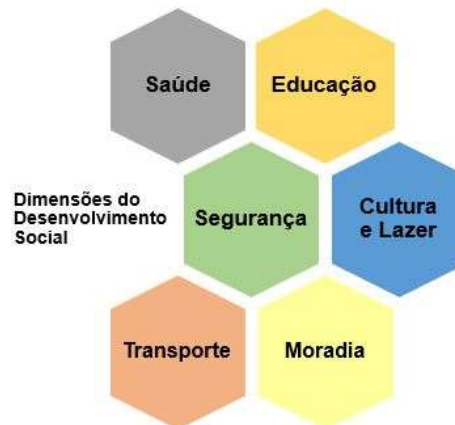 Saúde
Educação
Dimensões do
Desenvolvimento
Social
Segurança
Cultura
e Lazer
Transporte
Moradia